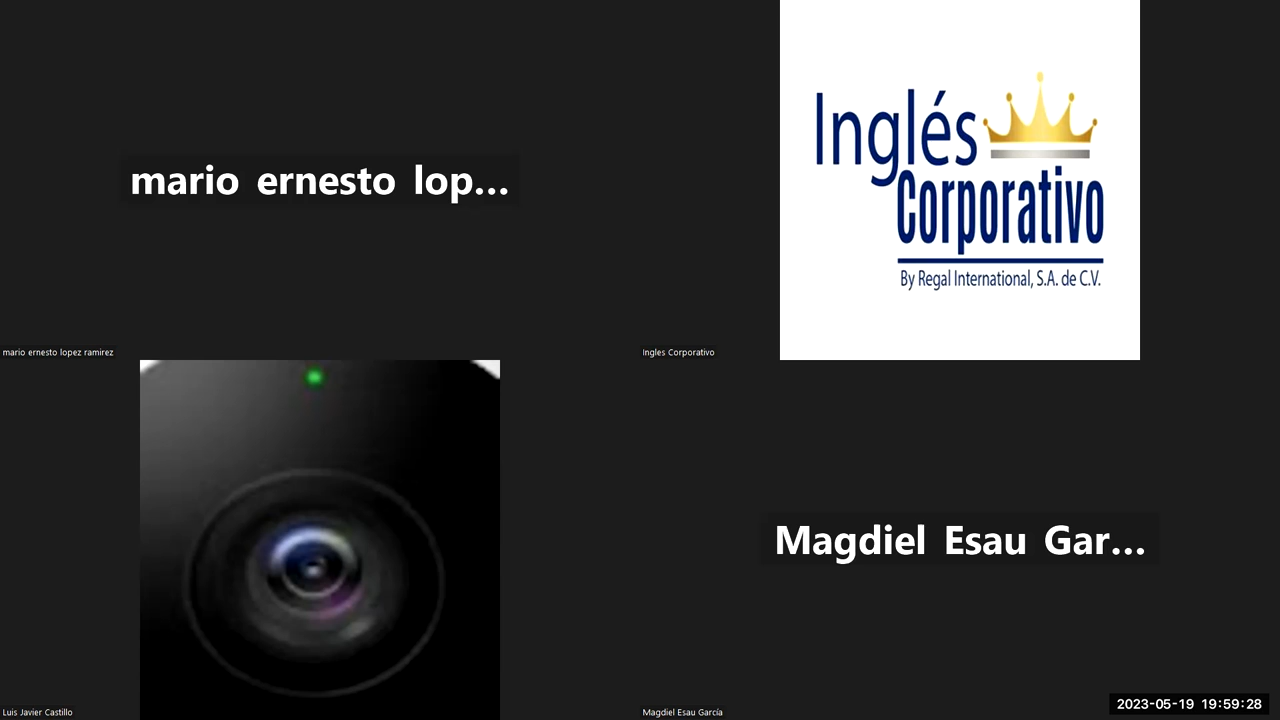 mario ernesto lop...
mario ernesto lopez ramirez
Inglés
Corporativo
By Regal International, S.A. de C.V.
Ingles Corporativo
Luis Javier Castillo
Magdiel Esau Gar...
Magdiel Esau García
2023-05-19 19:59:28